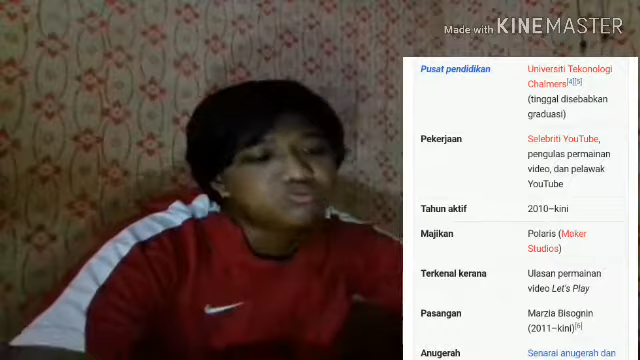 Made with KINEMASTER
Pusat pendidikan
Universiti Tekonologi
Chalmers[4][5]
(tinggal disebabkan
graduasi)
Pekerjaan
Selebriti YouTube,
pengulas permainan
video, dan pelawak
YouTube
Tahun aktif
2010–kini
Majikan
Polaris (Maker
Studios)
Terkenal kerana
Ulasan permainan
video Let's Play
Pasangan
Marzia Bisognin
(2011–kini)[6]
Anugerah
Senarai anugerah dan